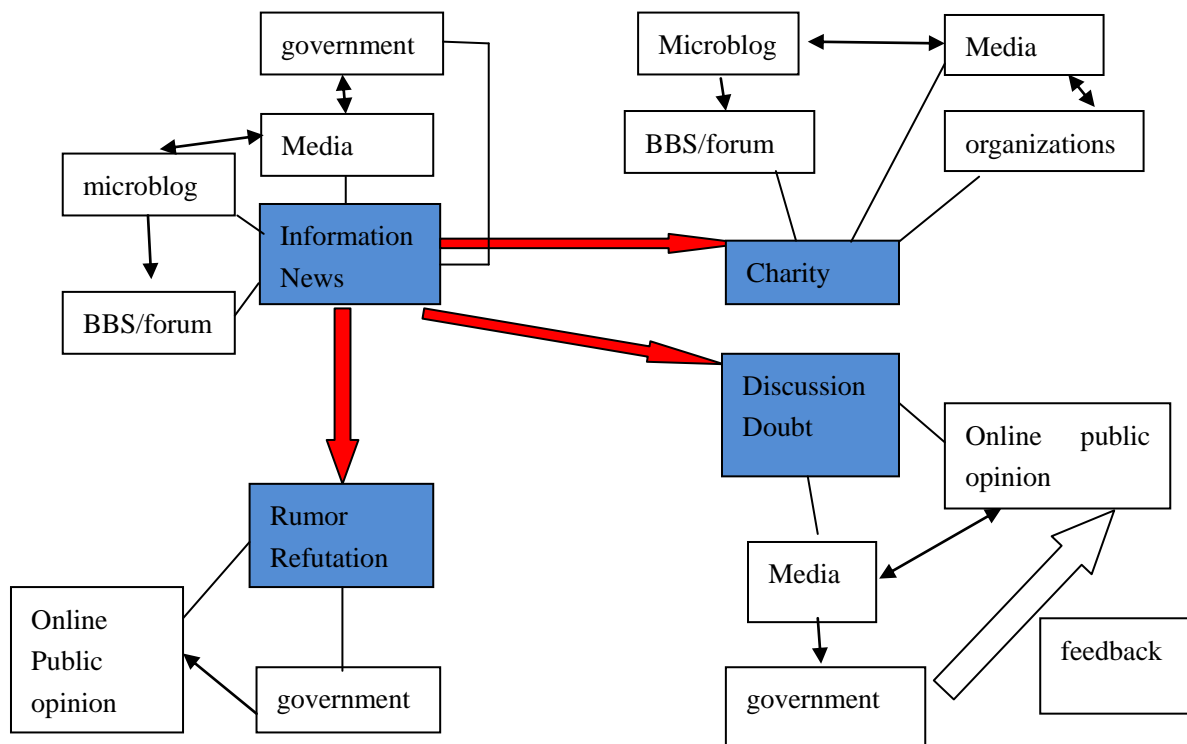 government
Media
microblog
BBS/forum
Information
News
Microblog
Media
BBS/forum
organizations
Charity
Discussion
Doubt
Online public
opinion
Media
government
feedback
Rumor
Refutation
Online
Public
opinion
government